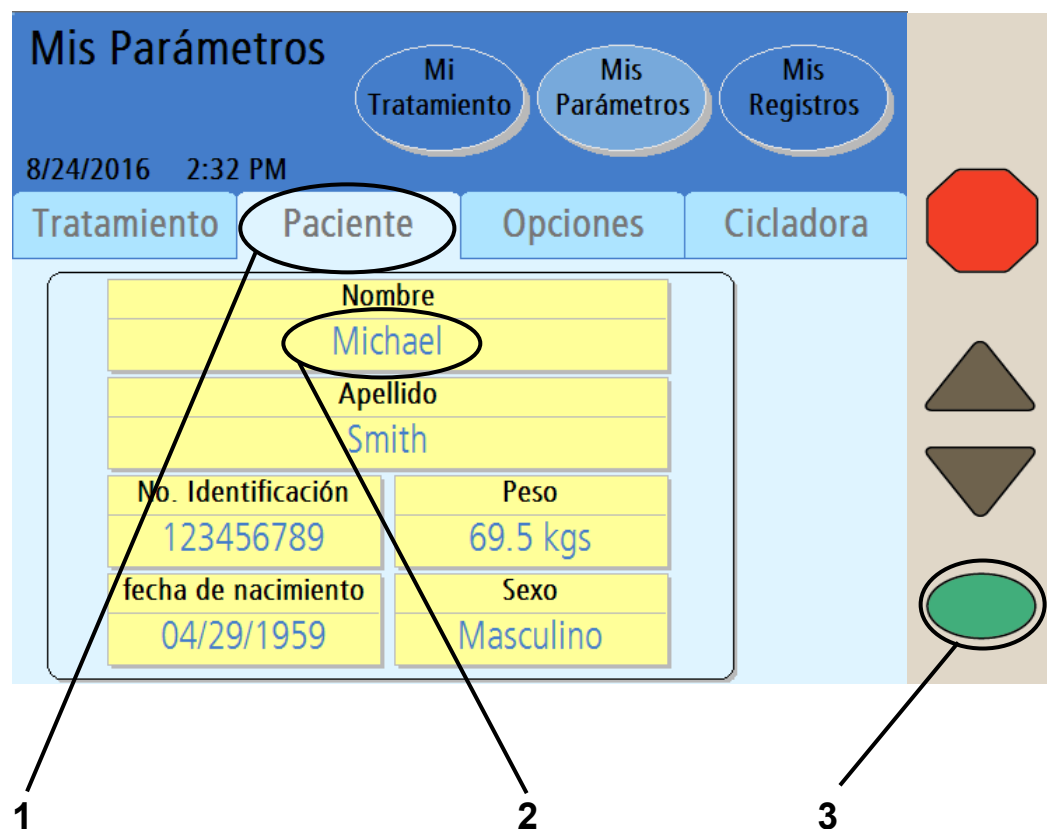 Mis Parámetros
Mi
Tratamiento
Mis
Parámetros
Mis
Registros
8/24/2016 2:32 PM
Tratamiento Paciente Opciones Cicladora
Nombre
Michael
Apellido
Smith
No. Identificación Peso
123456789 69.5 kgs
fecha de nacimiento Sexo
04/29/1959 Masculino
1 2 3